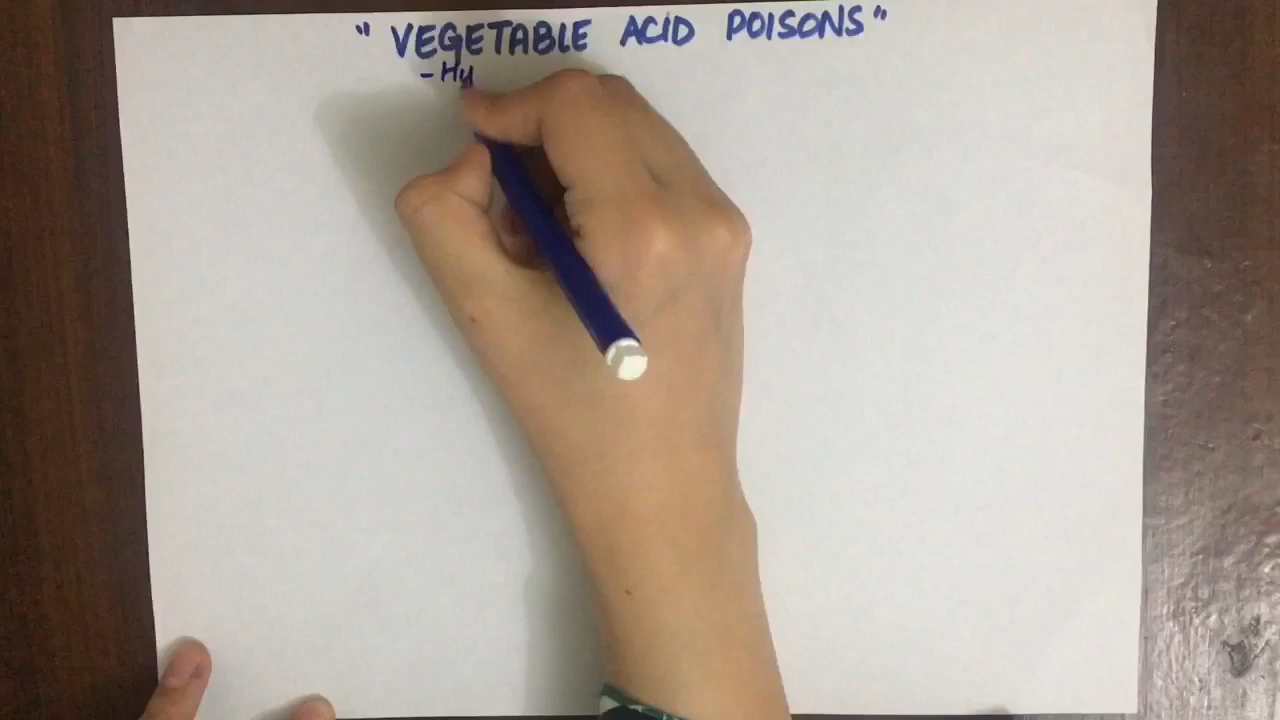 " VEGETABLE ACID POISONS "
- Hy